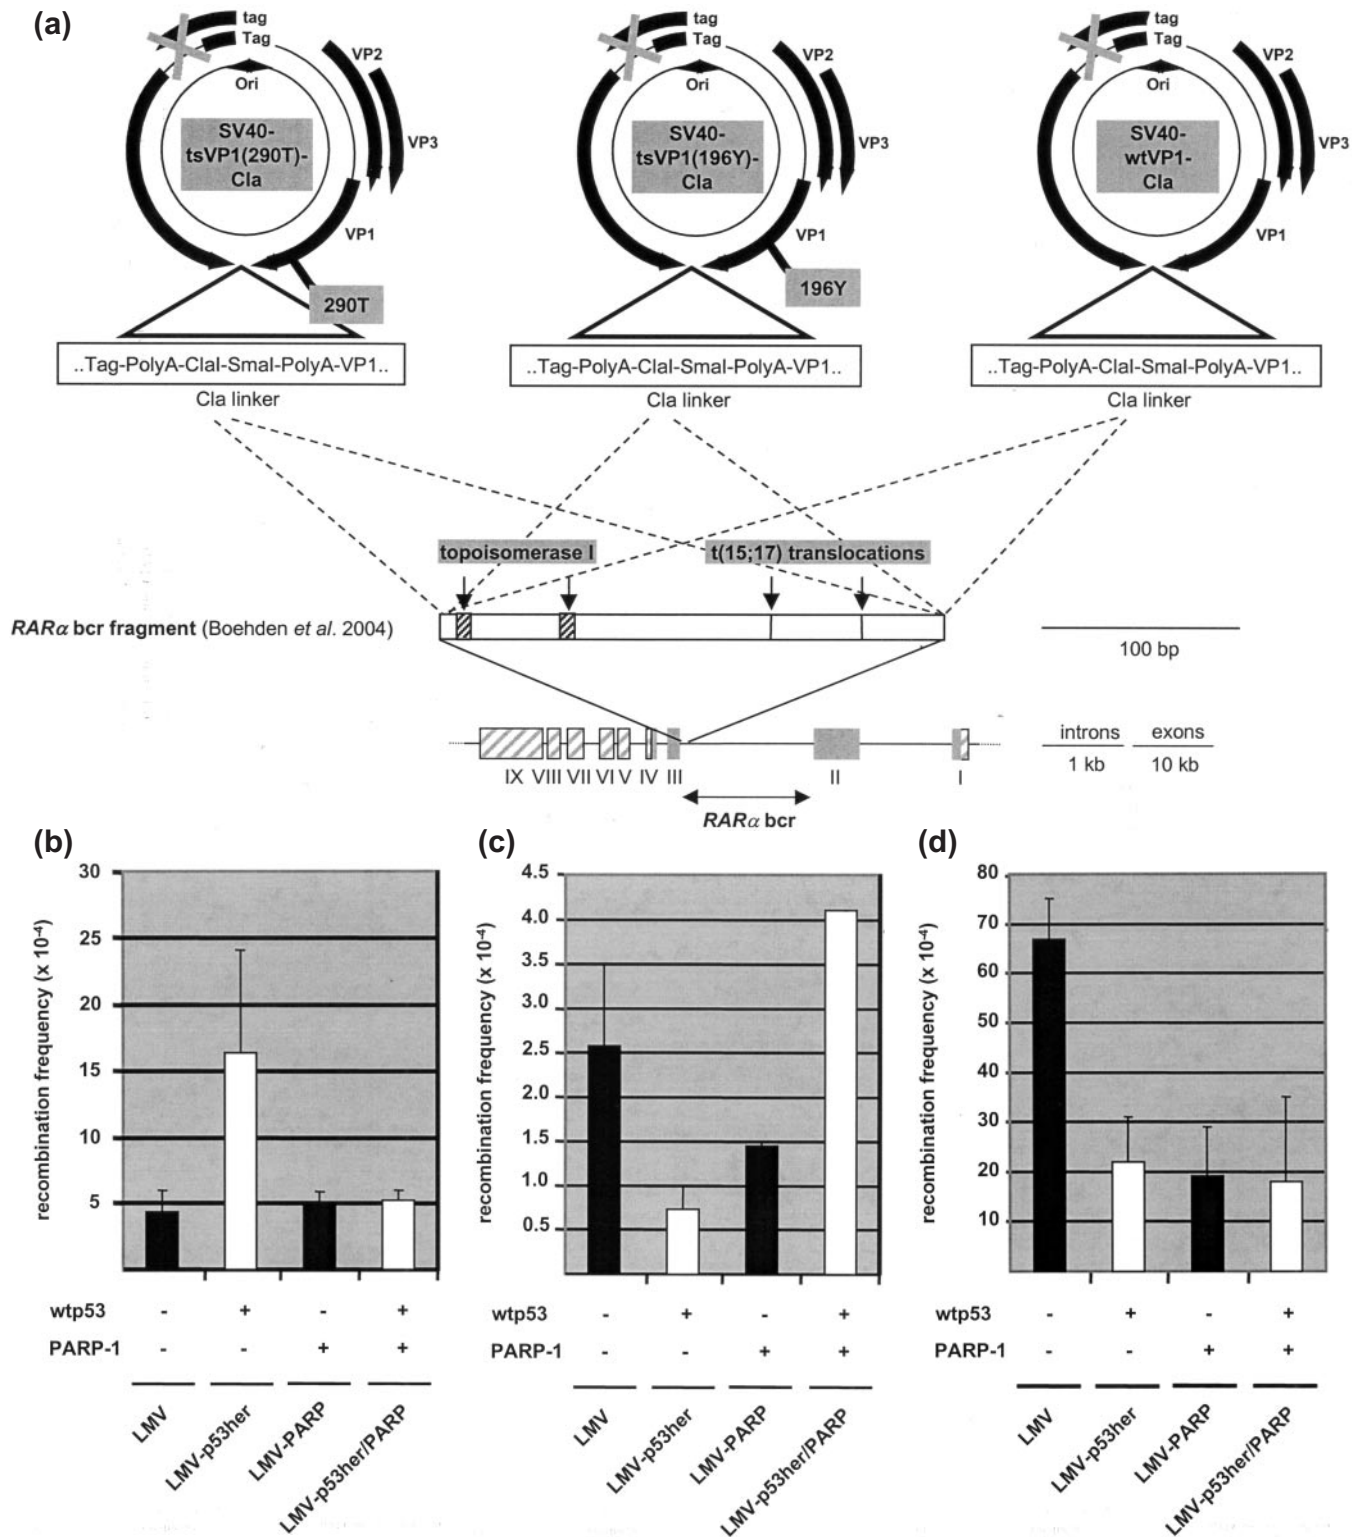 (a)
tag
Tag
Ori
VP2
VP3
SV40-
tsVP1(290T)-
Cla
VP1
290T
..Tag-PolyA-ClaI-SmaI-PolyA-VP1..
Cla linker
tag
Tag
Ori
VP2
VP3
SV40-
tsVP1(196Y)-
Cla
VP1
196Y
..Tag-PolyA-ClaI-SmaI-PolyA-VP1..
Cla linker
tag
Tag
Ori
VP2
VP3
SV40-
wtVP1-
Cla
VP1
..Tag-PolyA-ClaI-SmaI-PolyA-VP1..
Cla linker
topoisomerase I
t(15;17) translocations
RARα bcr fragment (Boehden et al. 2004)
100 bp
IX VIII VII VI V IV III II I
introns exons
1 kb 10 kb
RARα bcr
(b)
recombination frequency (x 10⁻⁴)
30
25
20
15
10
5
wtp53 - + - +
PARP-1 - - + +
LMV
LMV-p53her
LMV-PARP
LMV-p53her/PARP
(c)
recombination frequency (x 10⁻⁴)
4.5
4.0
3.5
3.0
2.5
2.0
1.5
1.0
0.5
wtp53 - + - +
PARP-1 - - + +
LMV
LMV-p53her
LMV-PARP
LMV-p53her/PARP
(d)
recombination frequency (x 10⁻⁴)
80
70
60
50
40
30
20
10
wtp53 - + - +
PARP-1 - - + +
LMV
LMV-p53her
LMV-PARP
LMV-p53her/PARP